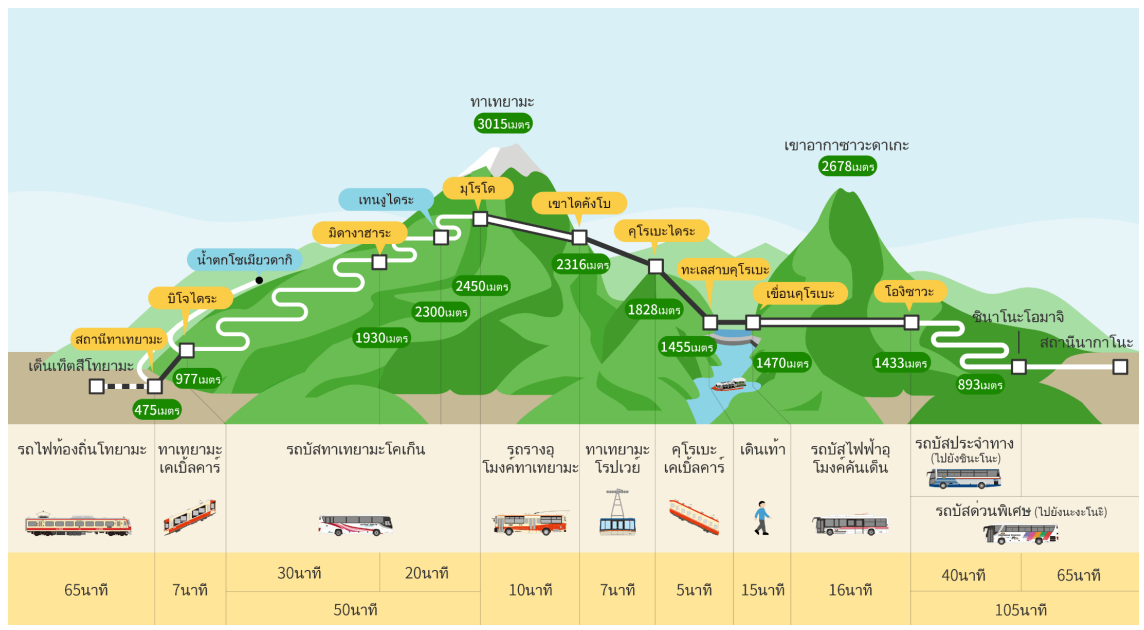 ทาเทยามะ
3015เมตร
เขาอากาซาวะดาเกะ
2678เมตร
มุโรโด
เทนงูไดระ
เขาไดคังโบ
มิดางาฮาระ
คุโรเบะไดระ
น้ำตกโชเมียวดากิ
2316เมตร
ทะเลสาบคุโรเบะ
2450เมตร
บิโจไดระ
เขื่อนคุโรเบะ
โองิซาวะ
2300เมตร
1828เมตร
ชินาโนะโอมาจิ
สถานีทาเทยามะ
1930เมตร
1455เมตร
สถานีนากาโนะ
เด็นเท็ตสึโทยามะ
1470เมตร
1433เมตร
977เมตร
893เมตร
475เมตร
รถไฟท้องถิ่นโทยามะ
ทาเทยามะ
เคเบิ้ลคาร์
รถบัสทาเทยามะโคเก็น
รถรางอุ
โมงค์ทาเทยามะ
ทาเทยามะ
โรปเวย์
คุโรเบะ
เคเบิ้ลคาร์
เดินเท้า
รถบัสไฟฟ้าอุ
โมงค์คันเด็น
รถบัสประจำทาง
(ไปยังชินะโนะ)
รถบัสด่วนพิเศษ (ไปยังนะงะโนะ)
65นาที
7นาที
30นาที
20นาที
50นาที
10นาที
7นาที
5นาที
15นาที
16นาที
40นาที
65นาที
105นาที